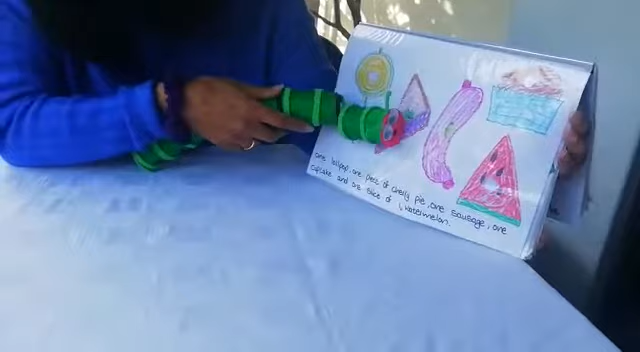 one lollipop, one piece of cherry pie, one sausage, one
cupcake and one slice of watermelon.